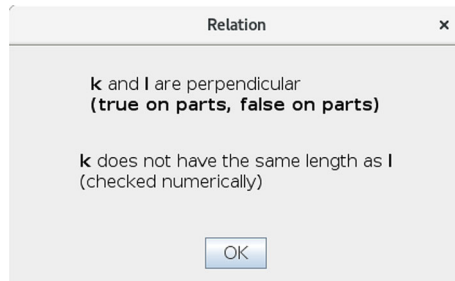 Relation
×
k and l are perpendicular
(true on parts, false on parts)
k does not have the same length as l
(checked numerically)
OK